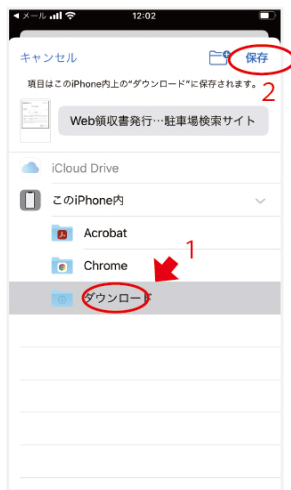 ◀メール 12:02
キャンセル 保存
項目はこのiPhone内上の"ダウンロード"に保存されます。
2
Web領収書発行…駐車場検索サイト
iCloud Drive
このiPhone内
1
Acrobat
Chrome
ダウンロード